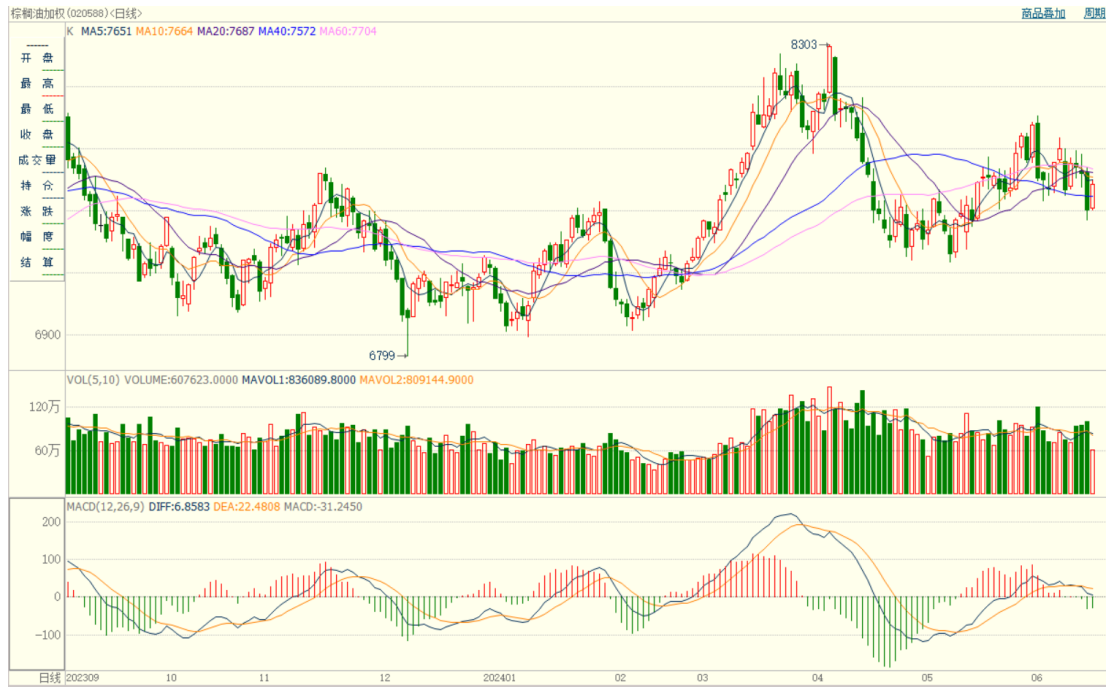 棕榈油加权(020588)<日线>
商品叠加 周期
K MA5:7651 MA10:7664 MA20:7687 MA40:7572 MA60:7704
开 盘
最 高
最 低
收 盘
成交量
持 仓
涨 跌
幅 度
结 算
8303
6900
6799
VOL(5,10) VOLUME:607623.0000 MAVOL1:836089.8000 MAVOL2:809144.9000
120万
60万
MACD(12,26,9) DIFF:6.8583 DEA:22.4808 MACD:-31.2450
200
100
0
-100
日线 202309 10 11 12 202401 02 03 04 05 06